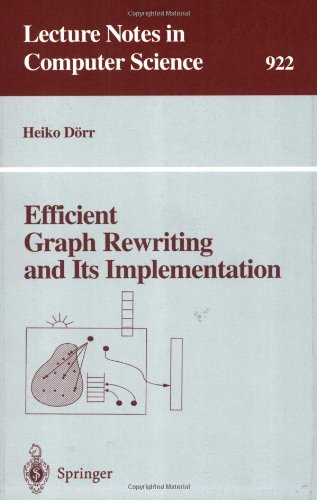 Lecture Notes in
Computer Science 922
Heiko Dörr
Efficient
Graph Rewriting
and Its Implementation
Springer